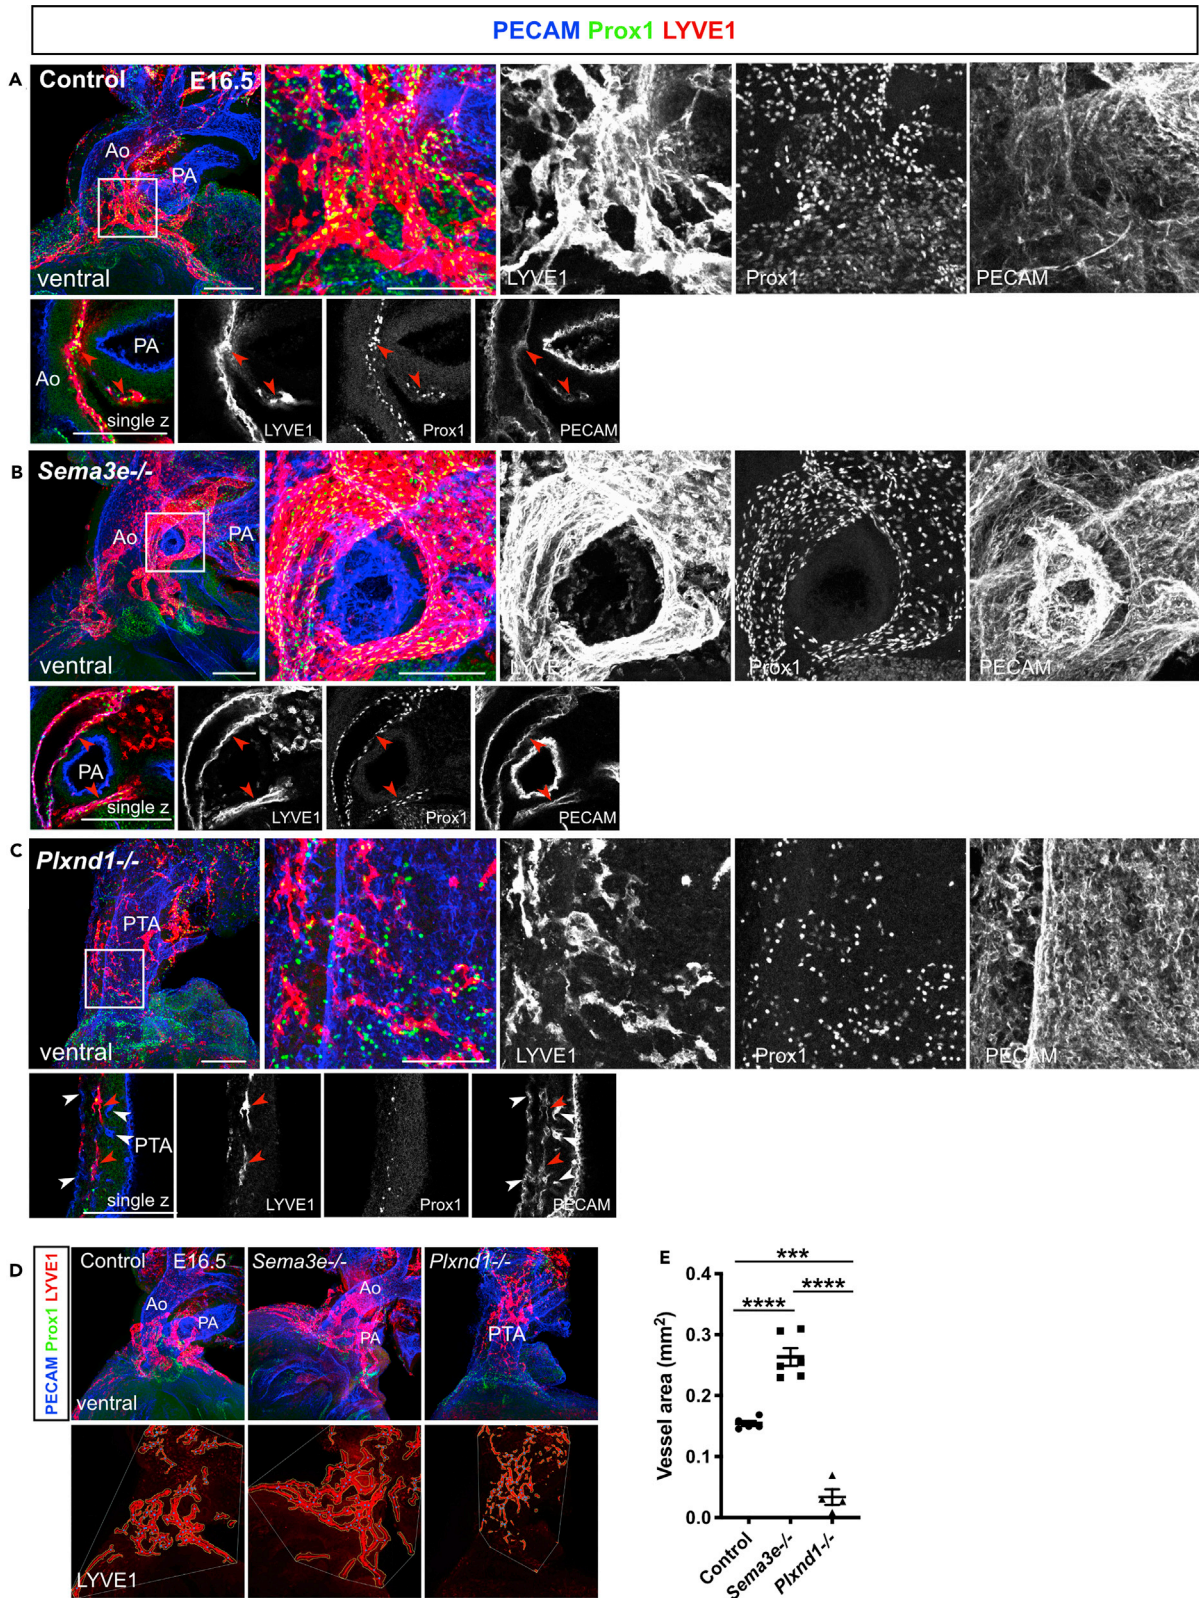 PECAM Prox1 LYVE1
A
Control E16.5
Ao
PA
ventral
LYVE1
Prox1
PECAM
PA
Ao
single z
LYVE1
Prox1
PECAM
B
Sema3e-/-
Ao
PA
ventral
LYVE1
Prox1
PECAM
PA
single z
LYVE1
Prox1
PECAM
C
Plxnd1-/-
PTA
ventral
LYVE1
Prox1
PECAM
PTA
single z
LYVE1
Prox1
PECAM
D
PECAM Prox1 LYVE1
Control E16.5
Ao
PA
ventral
Sema3e-/-
Ao
PA
Plxnd1-/-
PTA
LYVE1
E
***
****
****
Vessel area (mm²)
0.4
0.3
0.2
0.1
0.0
Control
Sema3e-/-
Plxnd1-/-